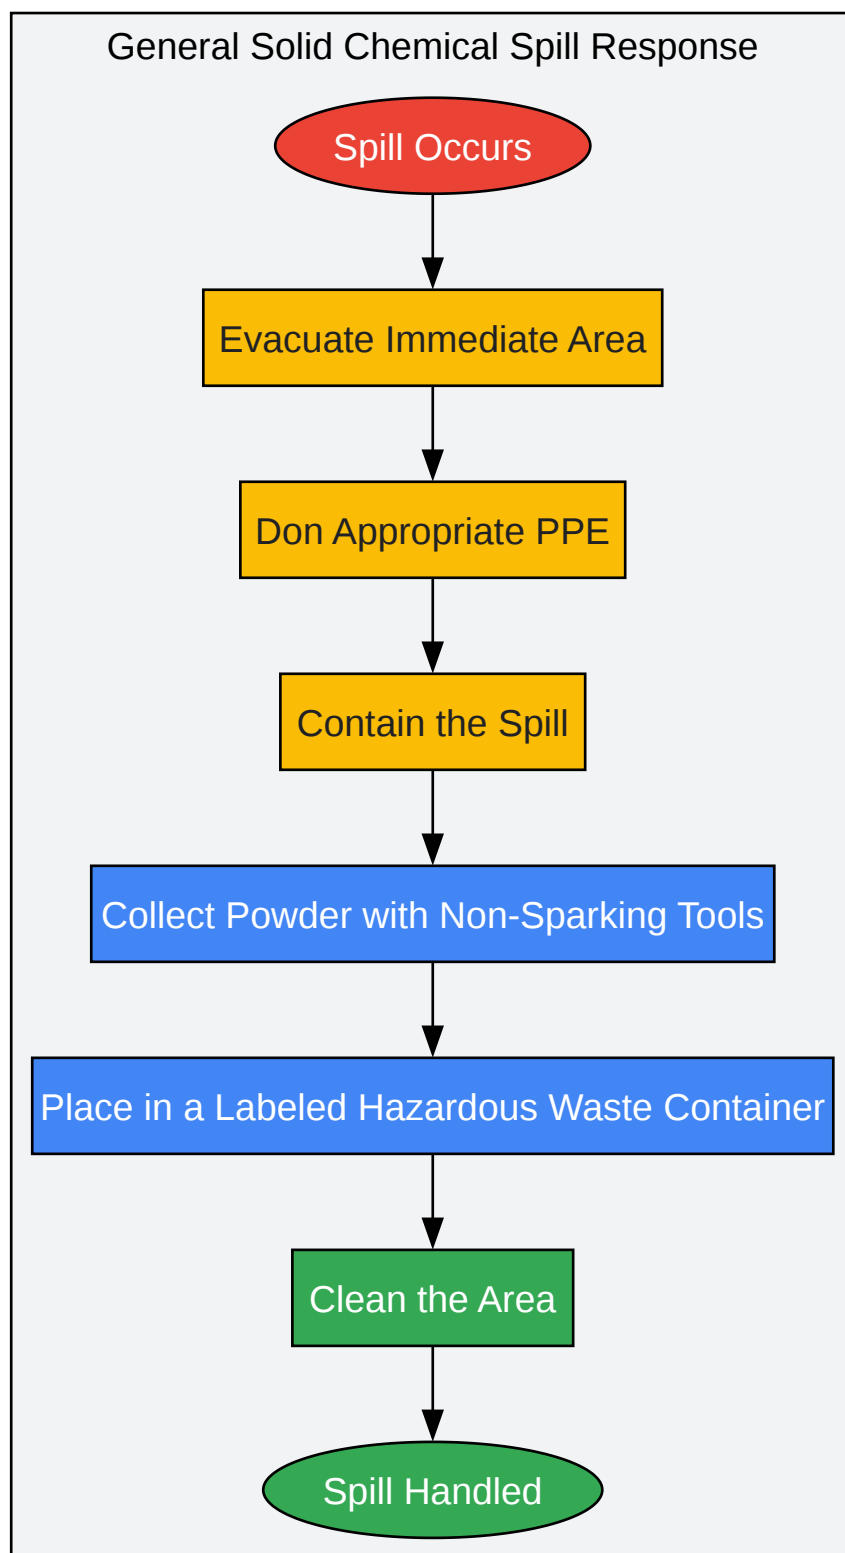 General Solid Chemical Spill Response
Spill Occurs
Evacuate Immediate Area
Don Appropriate PPE
Contain the Spill
Collect Powder with Non-Sparking Tools
Place in a Labeled Hazardous Waste Container
Clean the Area
Spill Handled